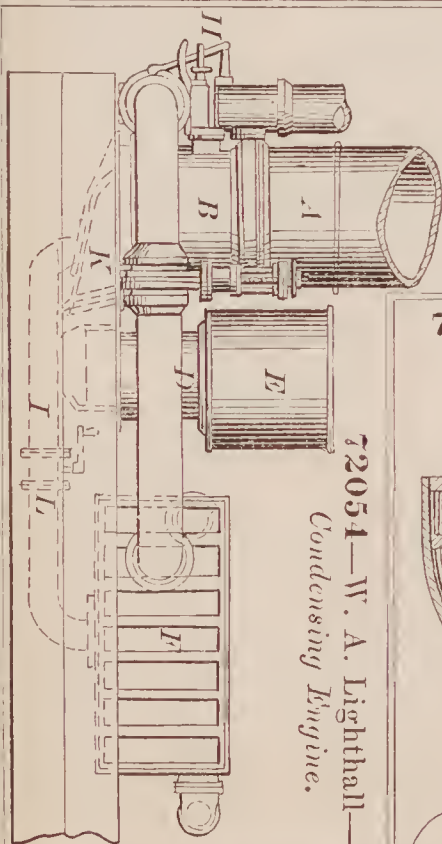 72054—W. A. Lighthall—
Condensing Engine.
H
A
B
K
E
D
I
L
F
7